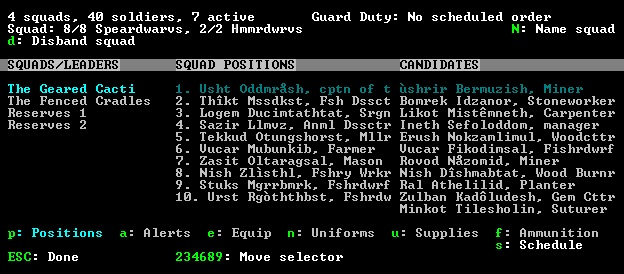 4 squads, 40 soldiers, 7 active Guard Duty: No scheduled order
Squad: 8/8 Speardwarvs, 2/2 Hmmrdwrvs N: Name squad
d: Disband squad
SQUADS/LEADERS SQUAD POSITIONS CANDIDATES
The Geared Cacti 1. Usht Oddmråsh, cptn of t ùshrir Bermuzish, Miner
The Fenced Cradles 2. Thîkt Mssdkst, Fsh Dssct Bomrek Idzanor, Stoneworker
Reserves 1 3. Logem Ducimtathtat, Srgn Likot Mistêmneth, Carpenter
Reserves 2 4. Sazir Llmvz, Anml Dssctr Ineth Sefoloddon, manager
5. Tekkud Otungshorst, Mllr Erush Nokzamlimul, Woodcttr
6. Vucar Mubunkib, Farmer Vucar Fikodimsal, Fishrdwrf
7. Zasit Oltaragsal, Mason Rovod Nåzomid, Miner
8. Nish Zlìsthl, Fshry Wrkr Nish Dîshmabtat, Wood Burnr
9. Stuks Mgrrbmrk, Fshrdwrf Ral Athelilid, Planter
10. Urst Rgòththbst, Fshrdw Zulban Kadôludesh, Gem Cttr
Minkot Tilesholin, Suturer
p: Positions a: Alerts e: Equip n: Uniforms u: Supplies f: Ammunition
s: Schedule
ESC: Done 234689: Move selector